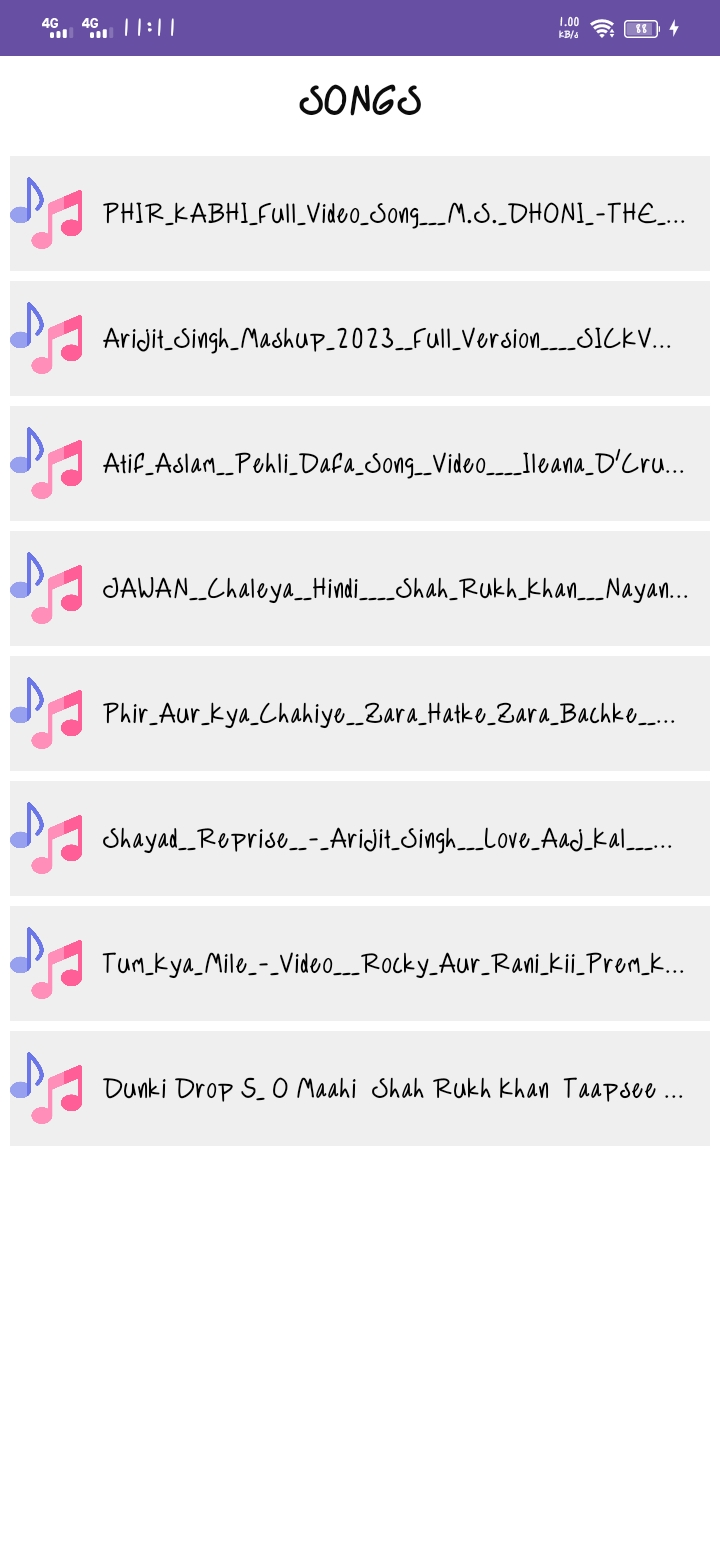 4G 4G 11:11 1.00 KB/s 88
SONGS
PHIR_KABHI_Full_Video_Song___M.S._DHONI_-THE_...
Arijit_Singh_Mashup_2023__Full_Version____SICKV...
Atif_Aslam__Pehli_Dafa_Song__Video____Ileana_D'Cru...
JAWAN__Chaleya__Hindi____Shah_Rukh_Khan___Nayan...
Phir_Aur_Kya_Chahiye__Zara_Hatke_Zara_Bachke__...
Shayad__Reprise__-_Arijit_Singh___Love_Aaj_Kal___...
Tum_Kya_Mile_-_Video___Rocky_Aur_Rani_Kii_Prem_K...
Dunki Drop 5_ O Maahi  Shah Rukh Khan  Taapsee ...